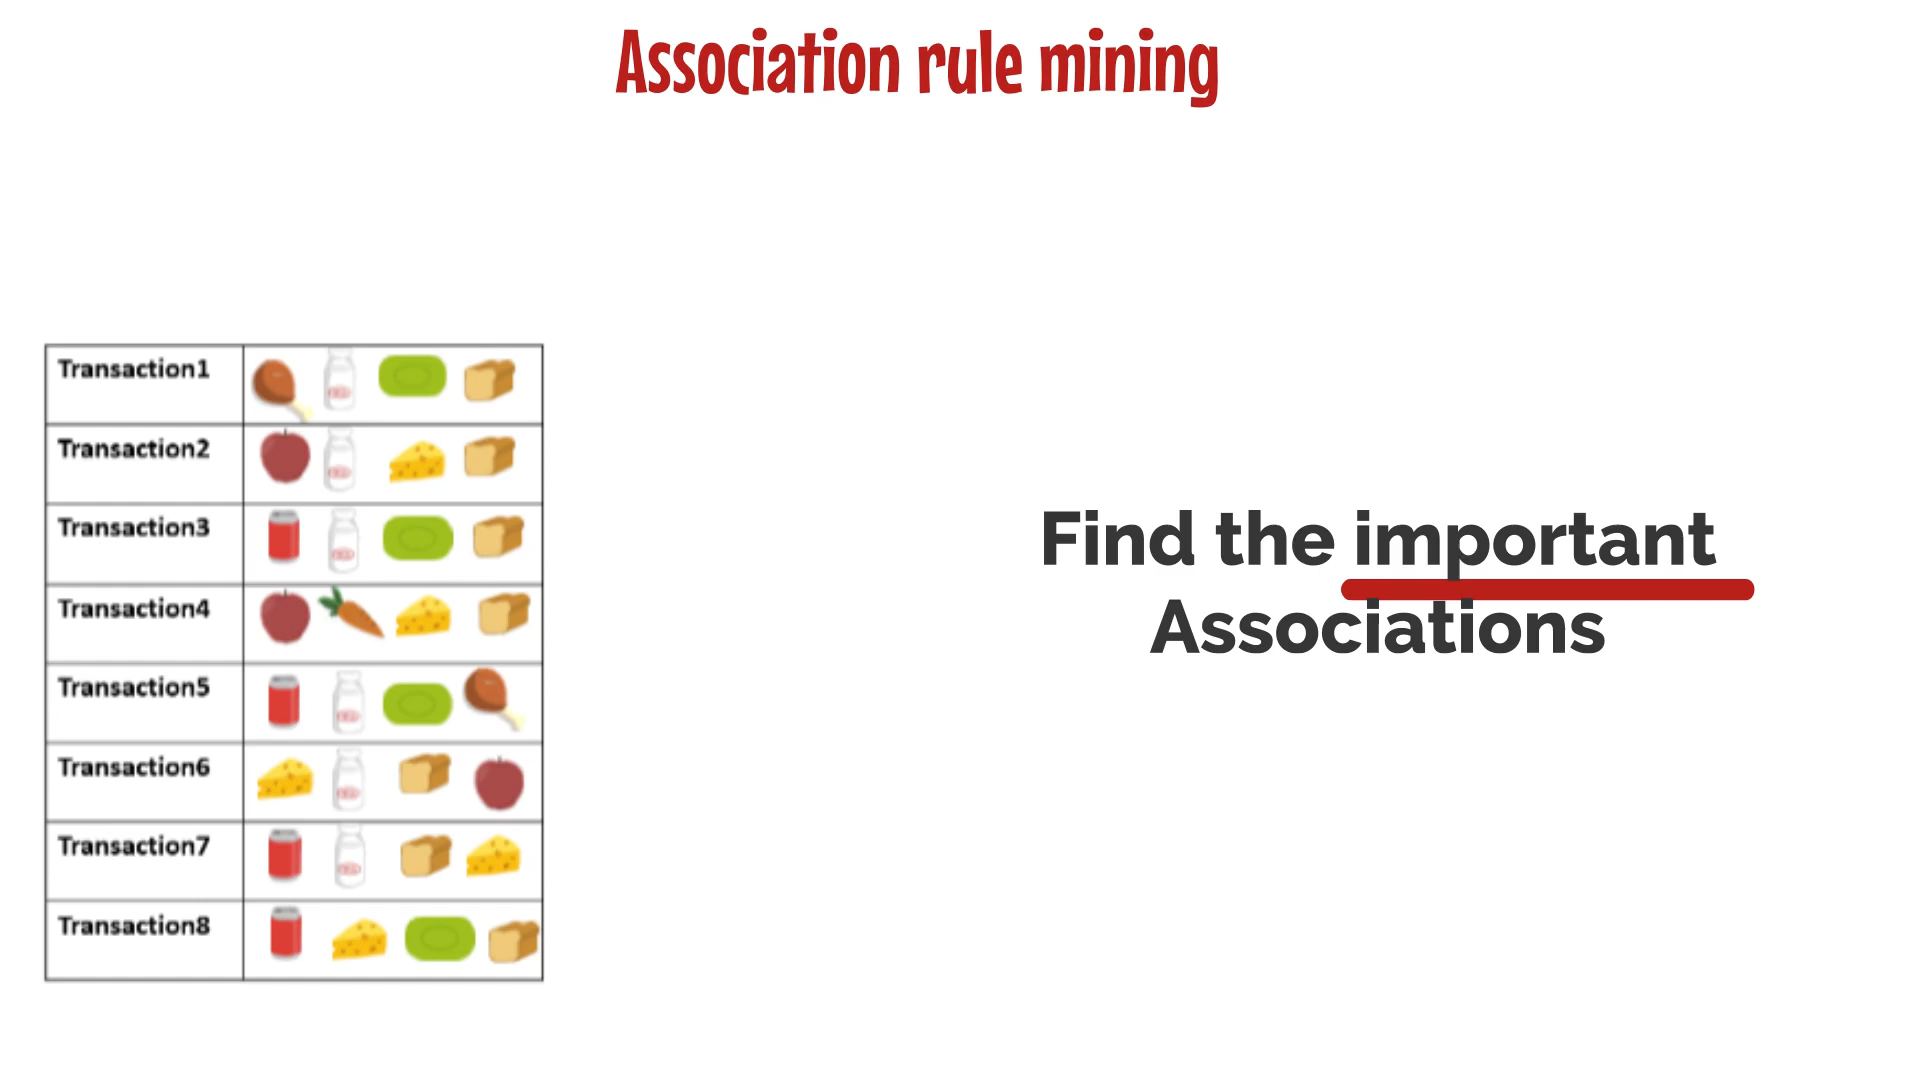 Association rule mining
Transaction1
Transaction2
Transaction3
Transaction4
Transaction5
Transaction6
Transaction7
Transaction8
Find the important
Associations